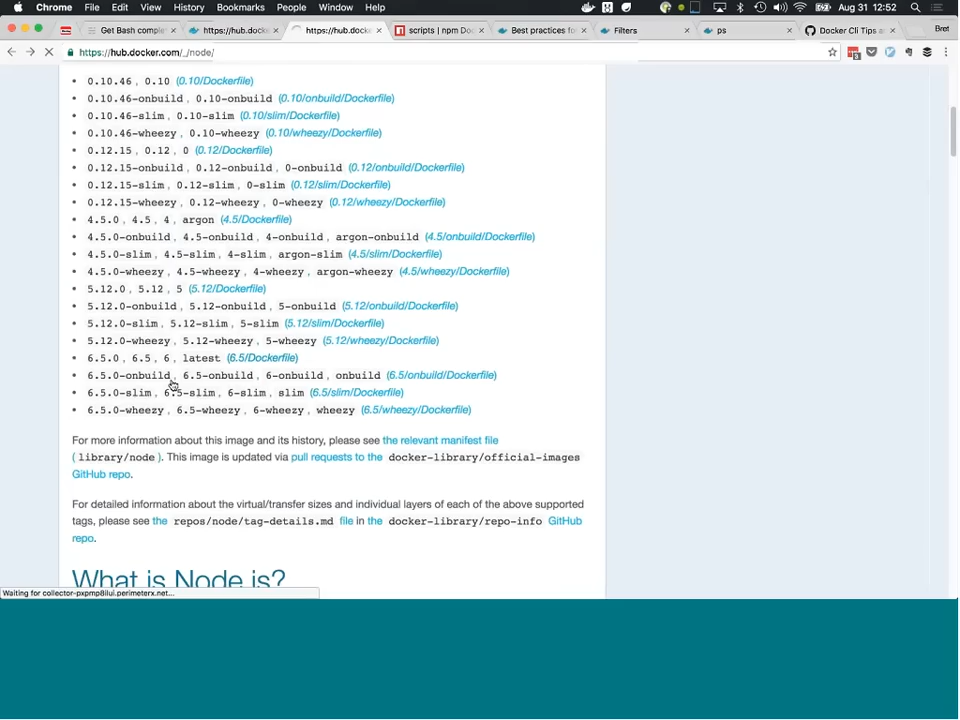 Chrome File Edit View History Bookmarks People Window Help Aug 31 12:52
Get Bash comple https://hub.docker. https://hub.dock scripts | npm Do Best practices fo Filters ps Docker Cli Tips a Bret
https://hub.docker.com/_/node/
0.10.46 , 0.10 (0.10/Dockerfile)
0.10.46-onbuild , 0.10-onbuild (0.10/onbuild/Dockerfile)
0.10.46-slim , 0.10-slim (0.10/slim/Dockerfile)
0.10.46-wheezy , 0.10-wheezy (0.10/wheezy/Dockerfile)
0.12.15 , 0.12 , 0 (0.12/Dockerfile)
0.12.15-onbuild , 0.12-onbuild , 0-onbuild (0.12/onbuild/Dockerfile)
0.12.15-slim , 0.12-slim , 0-slim (0.12/slim/Dockerfile)
0.12.15-wheezy , 0.12-wheezy , 0-wheezy (0.12/wheezy/Dockerfile)
4.5.0 , 4.5 , 4 , argon (4.5/Dockerfile)
4.5.0-onbuild , 4.5-onbuild , 4-onbuild , argon-onbuild (4.5/onbuild/Dockerfile)
4.5.0-slim , 4.5-slim , 4-slim , argon-slim (4.5/slim/Dockerfile)
4.5.0-wheezy , 4.5-wheezy , 4-wheezy , argon-wheezy (4.5/wheezy/Dockerfile)
5.12.0 , 5.12 , 5 (5.12/Dockerfile)
5.12.0-onbuild , 5.12-onbuild , 5-onbuild (5.12/onbuild/Dockerfile)
5.12.0-slim , 5.12-slim , 5-slim (5.12/slim/Dockerfile)
5.12.0-wheezy , 5.12-wheezy , 5-wheezy (5.12/wheezy/Dockerfile)
6.5.0 , 6.5 , 6 , latest (6.5/Dockerfile)
6.5.0-onbuild , 6.5-onbuild , 6-onbuild , onbuild (6.5/onbuild/Dockerfile)
6.5.0-slim , 6.5-slim , 6-slim , slim (6.5/slim/Dockerfile)
6.5.0-wheezy , 6.5-wheezy , 6-wheezy , wheezy (6.5/wheezy/Dockerfile)
For more information about this image and its history, please see the relevant manifest file
( library/node ). This image is updated via pull requests to the docker-library/official-images
GitHub repo.
For detailed information about the virtual/transfer sizes and individual layers of each of the above supported
tags, please see the repos/node/tag-details.md file in the docker-library/repo-info GitHub
repo.
What is Node is?
Waiting for collector-pxpmp8ilui.perimeterx.net...